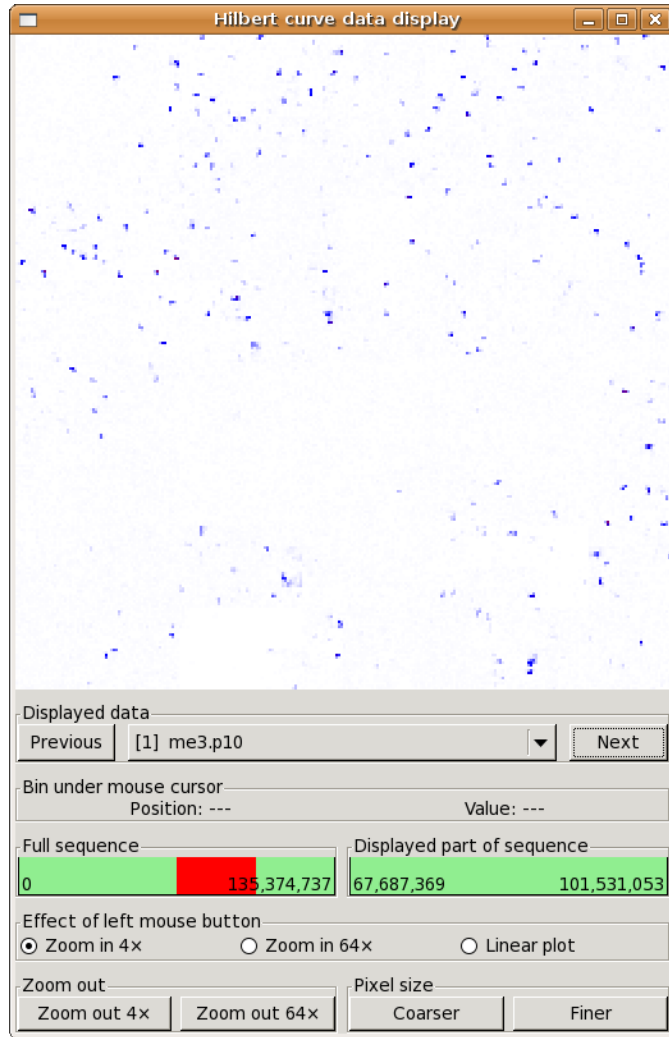 Hilbert curve data display
Displayed data
Previous [1] me3.p10 Next
Bin under mouse cursor
Position: --- Value: ---
Full sequence Displayed part of sequence
0 135,374,737 67,687,369 101,531,053
Effect of left mouse button
Zoom in 4× Zoom in 64× Linear plot
Zoom out Pixel size
Zoom out 4× Zoom out 64× Coarser Finer